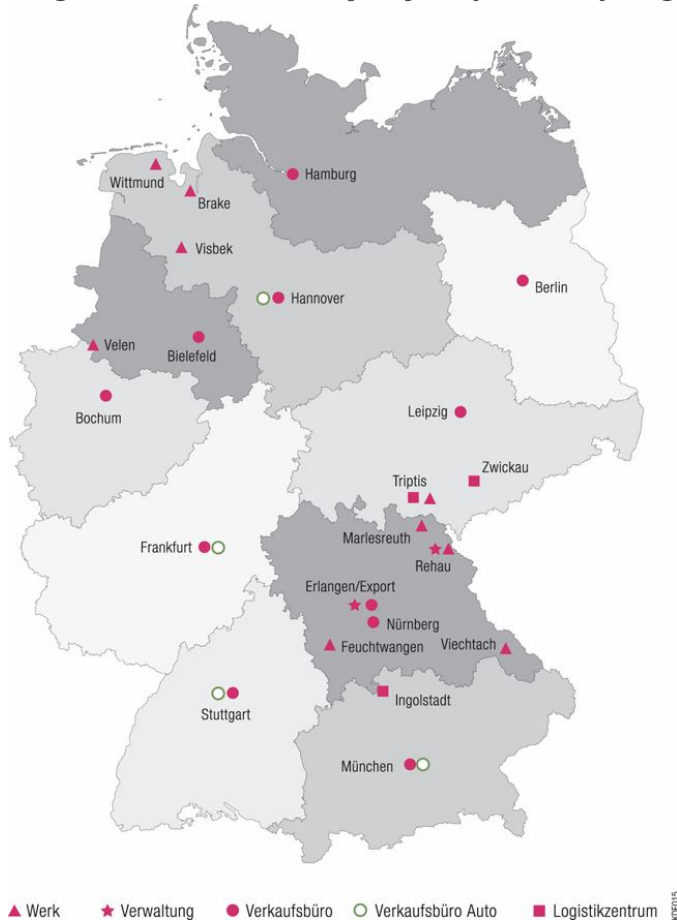 Wittmund
Hamburg
Brake
Visbek
Berlin
Hannover
Velen
Bielefeld
Bochum
Leipzig
Zwickau
Triptis
Marlesreuth
Frankfurt
Rehau
Erlangen/Export
Nürnberg
Feuchtwangen
Viechtach
Ingolstadt
Stuttgart
München
Werk
Verwaltung
Verkaufsbüro
Verkaufsbüro Auto
Logistikzentrum